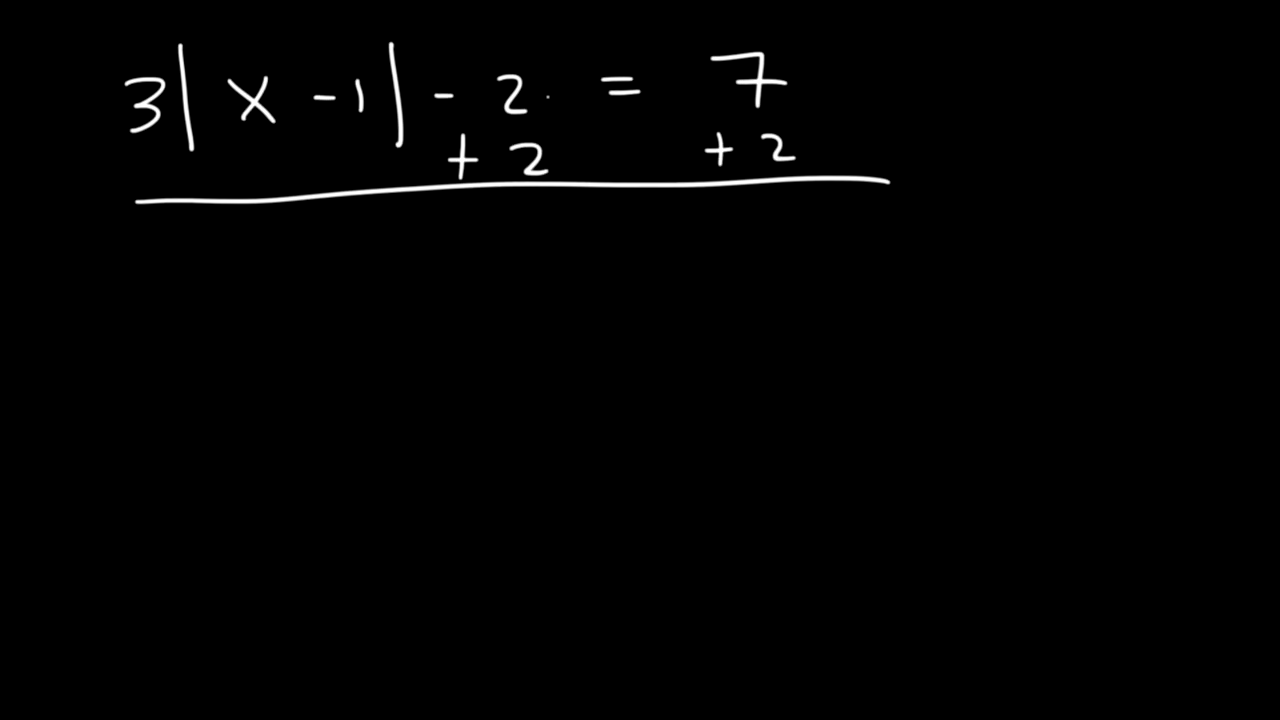 3|x - 1| - 2 = 7
+ 2 + 2